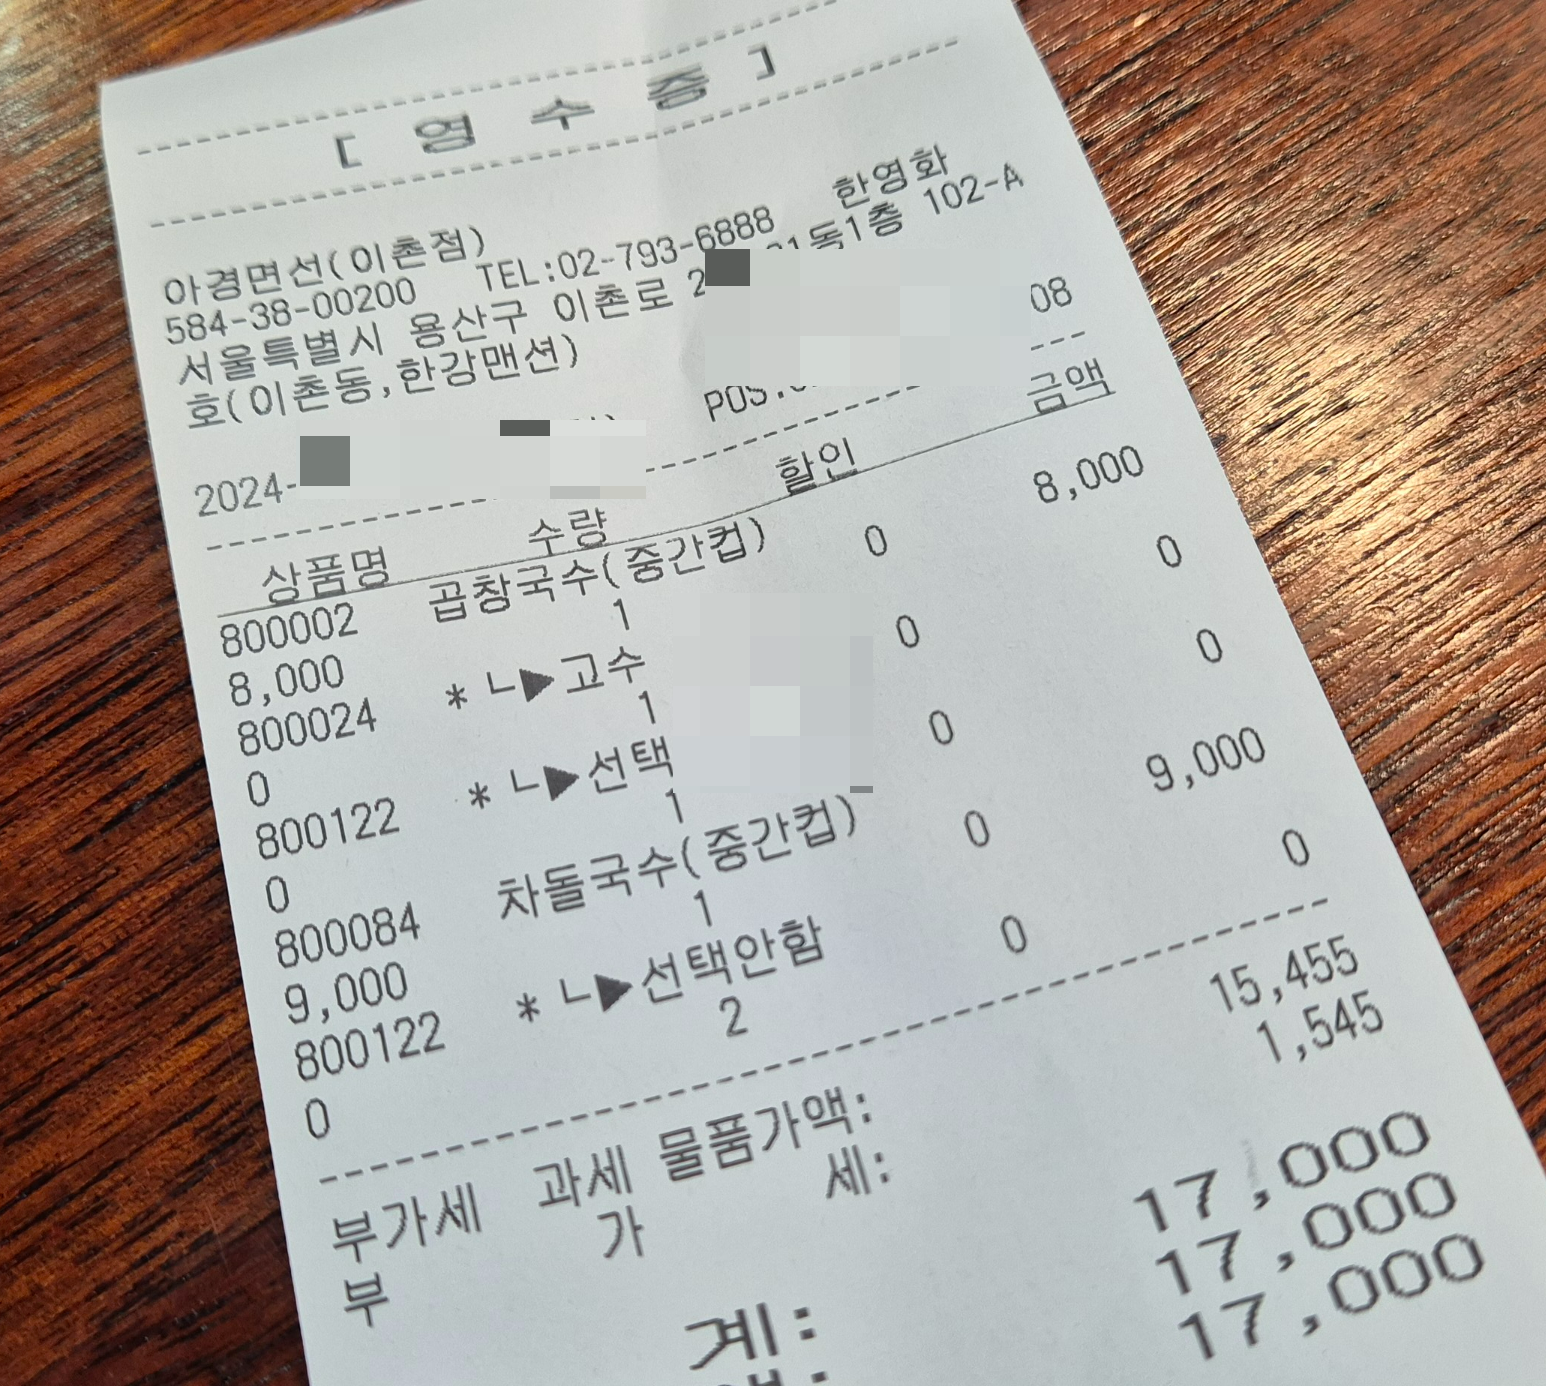 [ 영 수 증 ]
아경면선(이촌점) 한영화
584-38-00200 TEL:02-793-6888
서울특별시 용산구 이촌로 동1층 102-A
호(이촌동,한강맨션)
2024- POS. 08
상품명 수량 할인 금액
800002 곱창국수(중간컵)
8,000 1 0 8,000
800024 * ㄴ▶고수
0 1 0 0
800122 * ㄴ▶선택
0 1 0 0
800084 차돌국수(중간컵)
9,000 1 0 9,000
800122 * ㄴ▶선택안함
0 2 0 0
부가세 과세 물품가액: 15,455
부 가 세: 1,545
계: 17,000
17,000
17,000